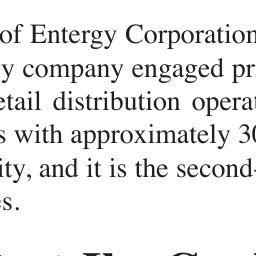 of Entergy Corporation
y company engaged pr
etail distribution operat
s with approximately 30
ity, and it is the second-
es.